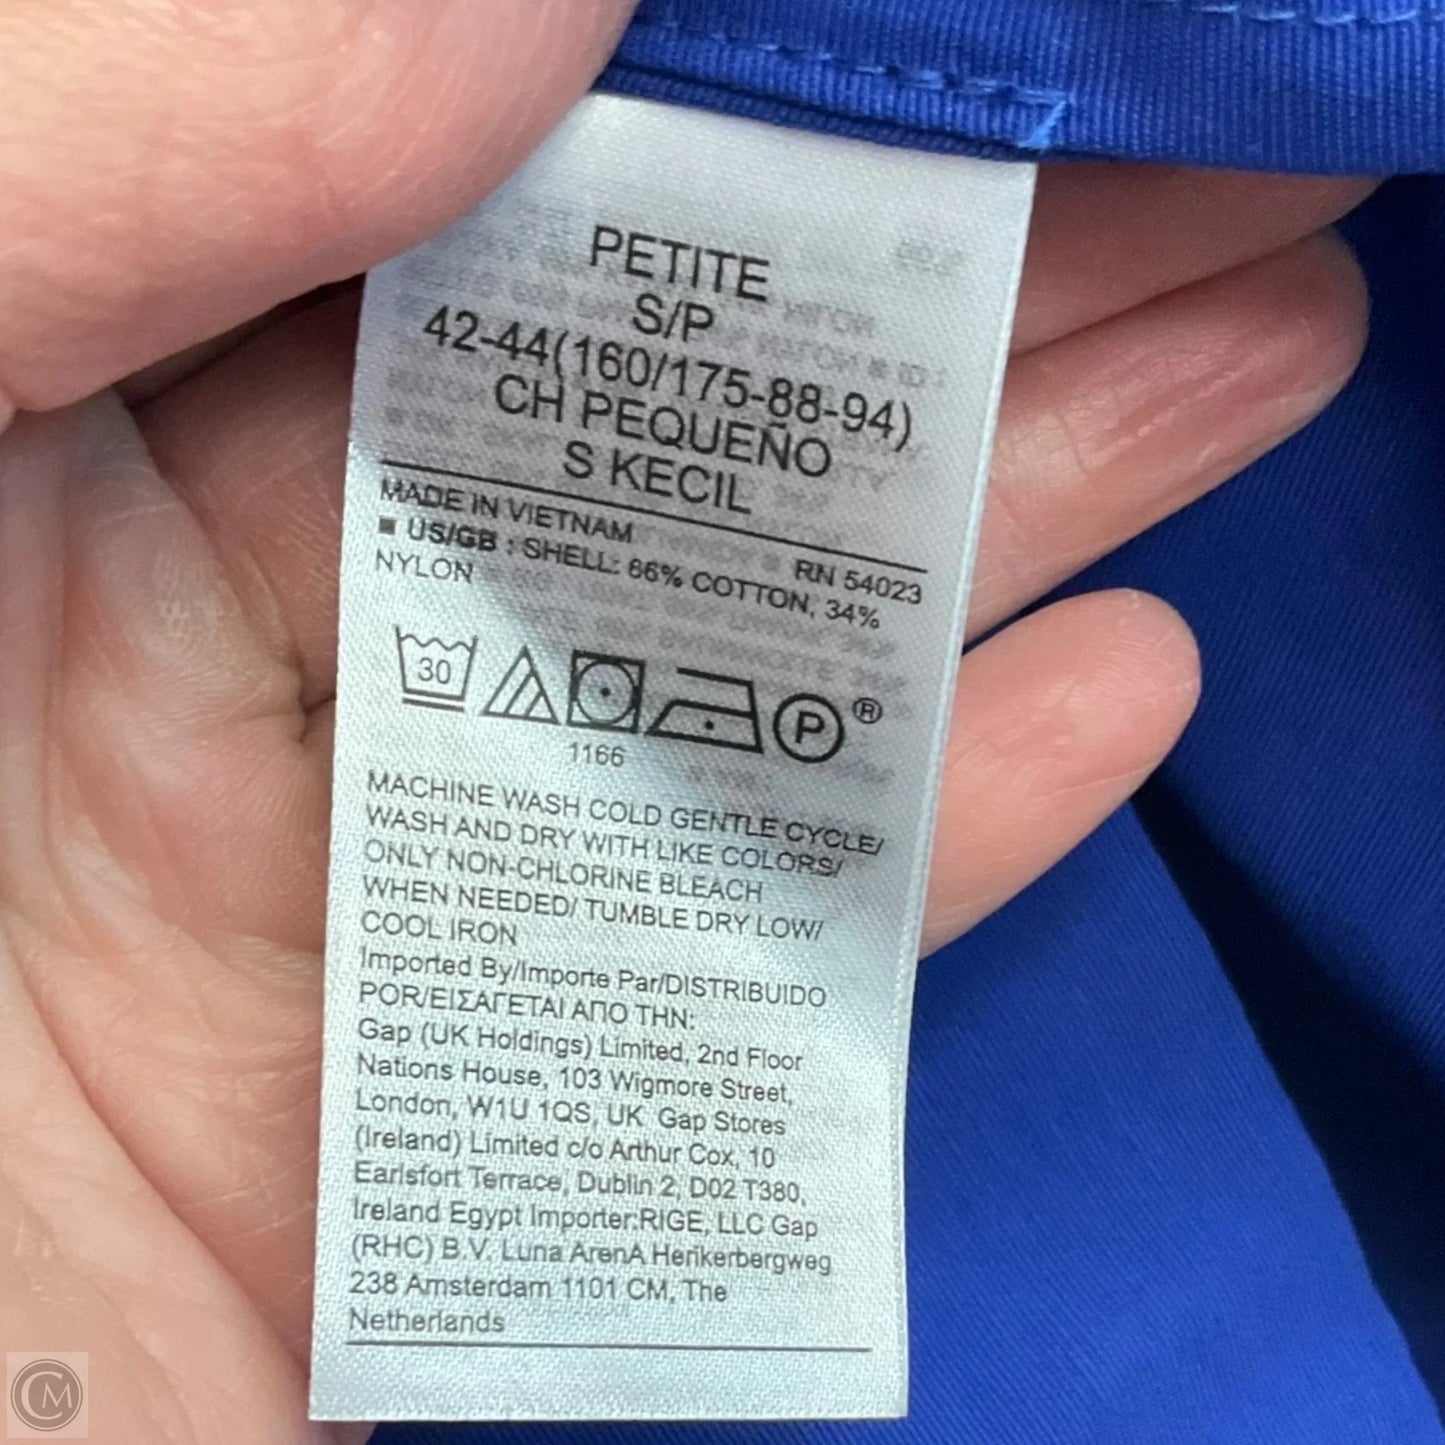 PETITE
S/P
42-44(160/175-88-94)
CH PEQUEÑO
S KECIL
MADE IN VIETNAM
RN 54023
■ US/GB : SHELL: 66% COTTON, 34%
NYLON
30
P
®
1166
MACHINE WASH COLD GENTLE CYCLE/
WASH AND DRY WITH LIKE COLORS/
ONLY NON-CHLORINE BLEACH
WHEN NEEDED/ TUMBLE DRY LOW/
COOL IRON
Imported By/Importe Par/DISTRIBUIDO
POR/ΕΙΣΑΓΕΤΑΙ ΑΠΟ ΤΗΝ:
Gap (UK Holdings) Limited, 2nd Floor
Nations House, 103 Wigmore Street,
London, W1U 1QS, UK Gap Stores
(Ireland) Limited c/o Arthur Cox, 10
Earlsfort Terrace, Dublin 2, D02 T380,
Ireland Egypt Importer:RIGE, LLC Gap
(RHC) B.V. Luna ArenA Herikerbergweg
238 Amsterdam 1101 CM, The
Netherlands
CM